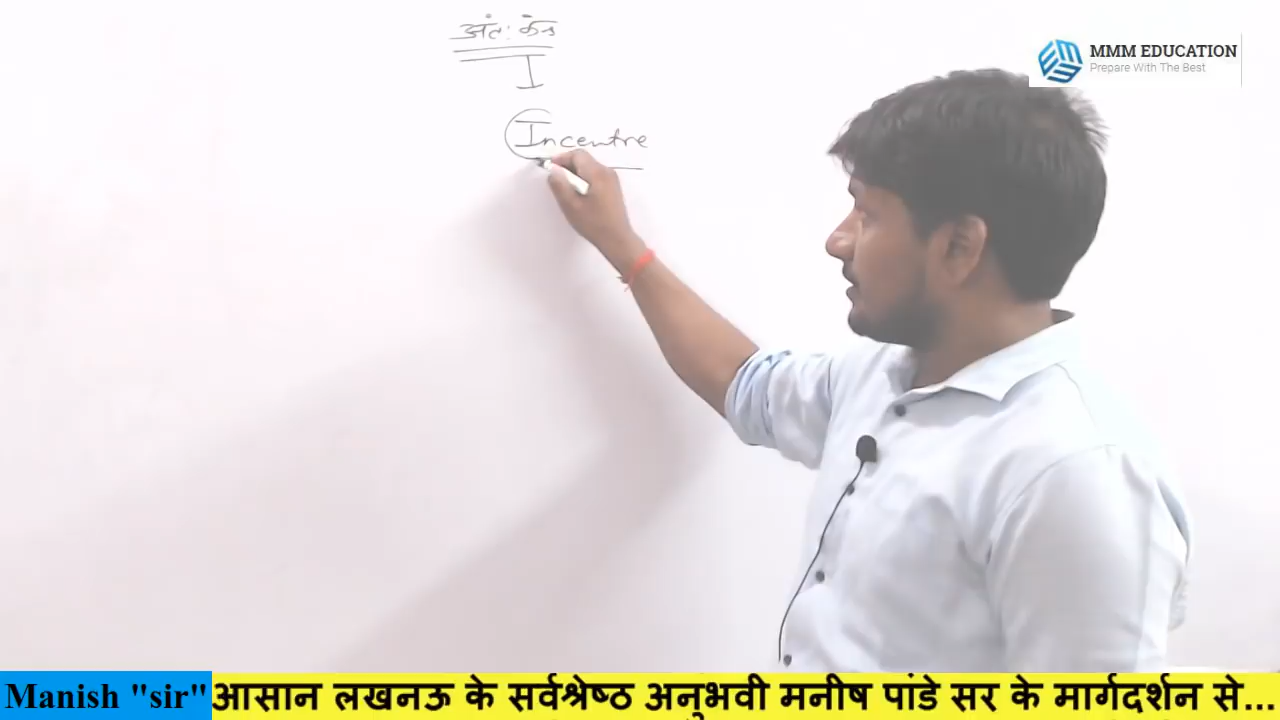 अंत: केन्द्र
I
Incentre
MMM EDUCATION
Prepare With The Best
Manish "sir"
आसान लखनऊ के सर्वश्रेष्ठ अनुभवी मनीष पांडे सर के मार्गदर्शन से...